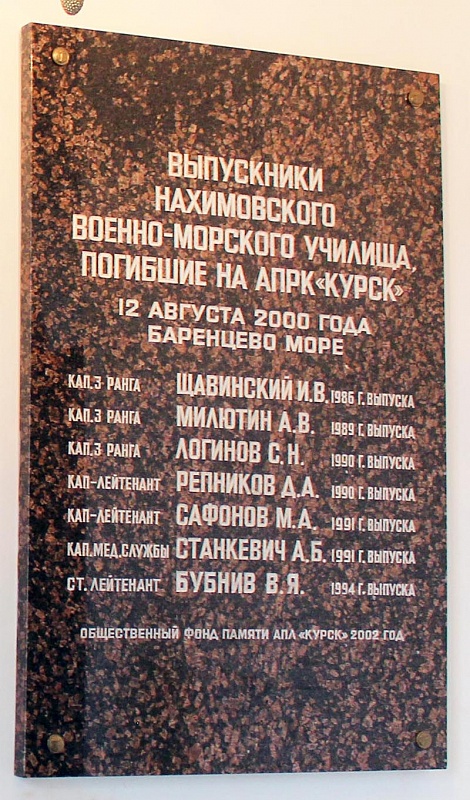 ВЫПУСКНИКИ
НАХИМОВСКОГО
ВОЕННО-МОРСКОГО УЧИЛИЩА,
ПОГИБШИЕ НА АПРК «КУРСК»
12 АВГУСТА 2000 ГОДА
БАРЕНЦЕВО МОРЕ
КАП. 3 РАНГА ЩАВИНСКИЙ И.В. 1986 Г. ВЫПУСКА
КАП. 3 РАНГА МИЛЮТИН А.В. 1989 Г. ВЫПУСКА
КАП. 3 РАНГА ЛОГИНОВ С.Н. 1990 Г. ВЫПУСКА
КАП-ЛЕЙТЕНАНТ РЕПНИКОВ Д.А. 1990 Г. ВЫПУСКА
КАП-ЛЕЙТЕНАНТ САФОНОВ М.А. 1991 Г. ВЫПУСКА
КАП. МЕД. СЛУЖБЫ СТАНКЕВИЧ А.Б. 1991 Г. ВЫПУСКА
СТ. ЛЕЙТЕНАНТ БУБНИВ В.Я. 1994 Г. ВЫПУСКА
ОБЩЕСТВЕННЫЙ ФОНД ПАМЯТИ АПЛ «КУРСК» 2002 ГОД